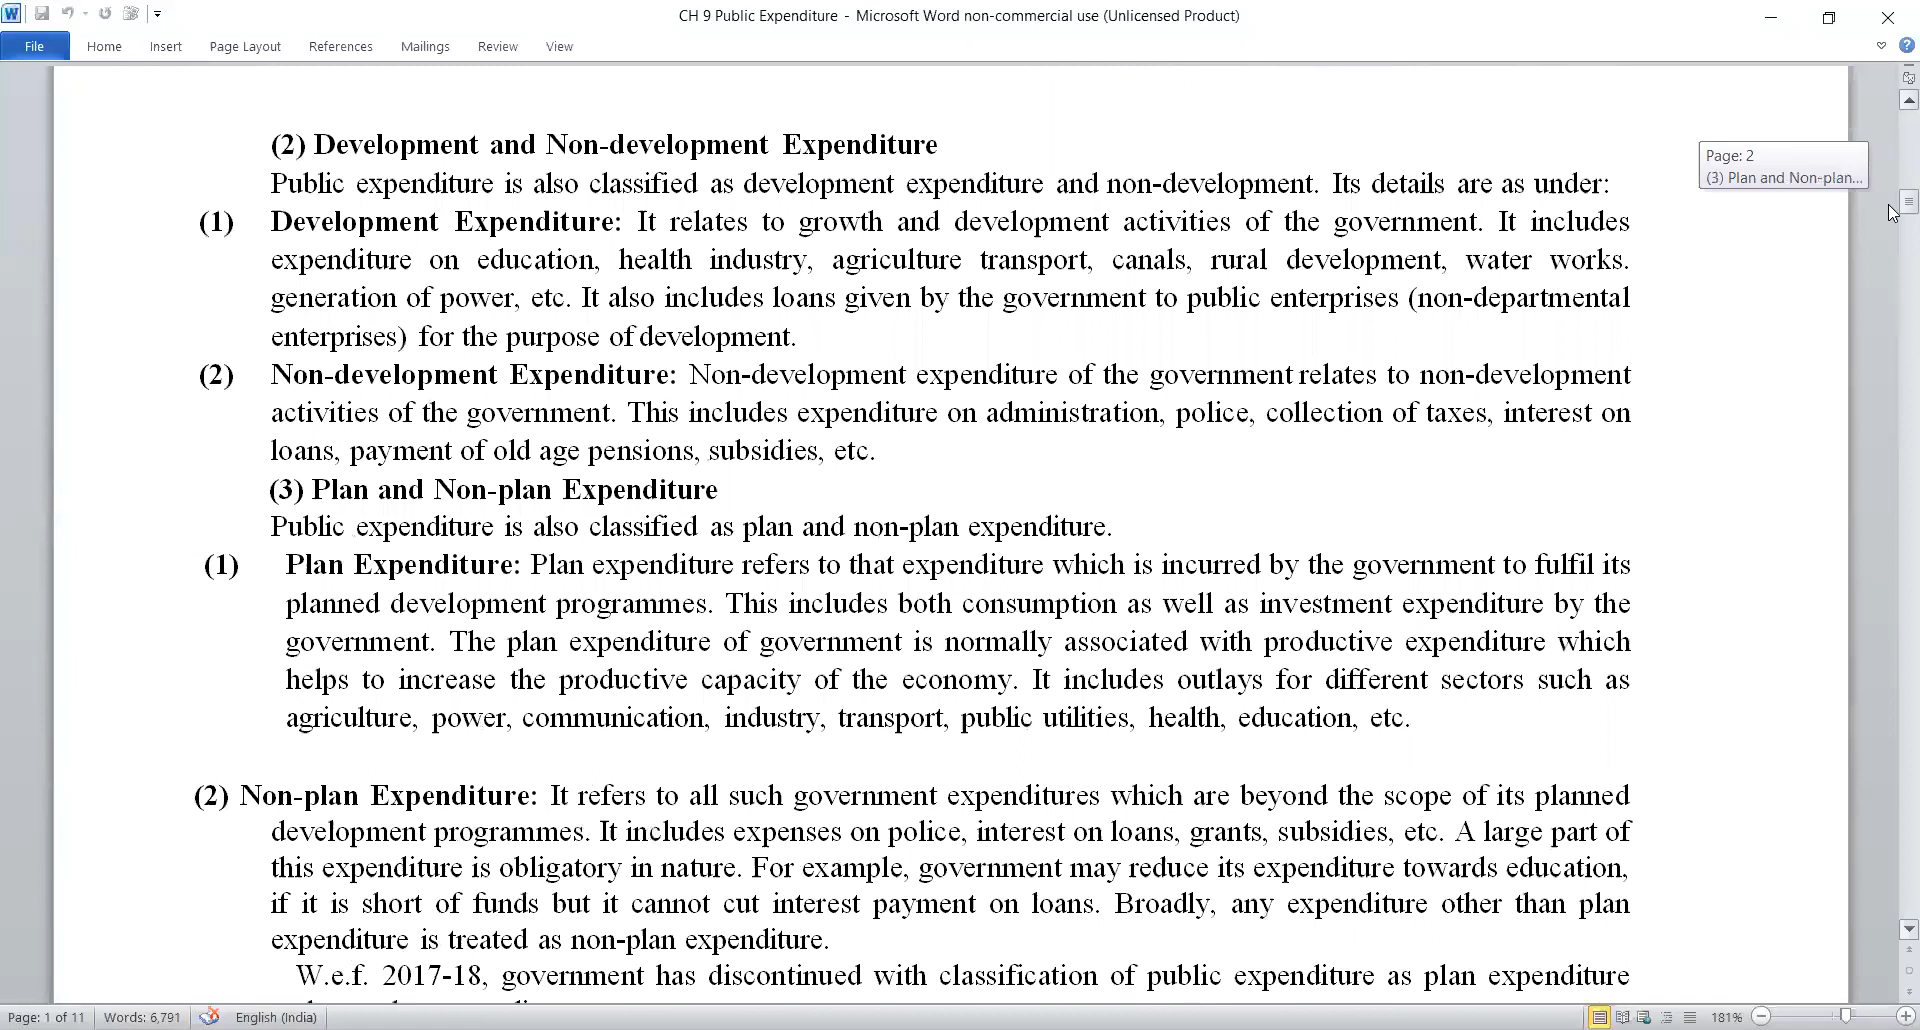 CH 9 Public Expenditure - Microsoft Word non-commercial use (Unlicensed Product)
File Home Insert Page Layout References Mailings Review View
(2) Development and Non-development Expenditure
Public expenditure is also classified as development expenditure and non-development. Its details are as under:
(1) Development Expenditure: It relates to growth and development activities of the government. It includes
expenditure on education, health industry, agriculture transport, canals, rural development, water works.
generation of power, etc. It also includes loans given by the government to public enterprises (non-departmental
enterprises) for the purpose of development.
(2) Non-development Expenditure: Non-development expenditure of the government relates to non-development
activities of the government. This includes expenditure on administration, police, collection of taxes, interest on
loans, payment of old age pensions, subsidies, etc.
(3) Plan and Non-plan Expenditure
Public expenditure is also classified as plan and non-plan expenditure.
(1) Plan Expenditure: Plan expenditure refers to that expenditure which is incurred by the government to fulfil its
planned development programmes. This includes both consumption as well as investment expenditure by the
government. The plan expenditure of government is normally associated with productive expenditure which
helps to increase the productive capacity of the economy. It includes outlays for different sectors such as
agriculture, power, communication, industry, transport, public utilities, health, education, etc.
(2) Non-plan Expenditure: It refers to all such government expenditures which are beyond the scope of its planned
development programmes. It includes expenses on police, interest on loans, grants, subsidies, etc. A large part of
this expenditure is obligatory in nature. For example, government may reduce its expenditure towards education,
if it is short of funds but it cannot cut interest payment on loans. Broadly, any expenditure other than plan
expenditure is treated as non-plan expenditure.
W.e.f. 2017-18, government has discontinued with classification of public expenditure as plan expenditure
Page: 2
(3) Plan and Non-plan...
Page: 1 of 11 Words: 6,791 English (India) 181%